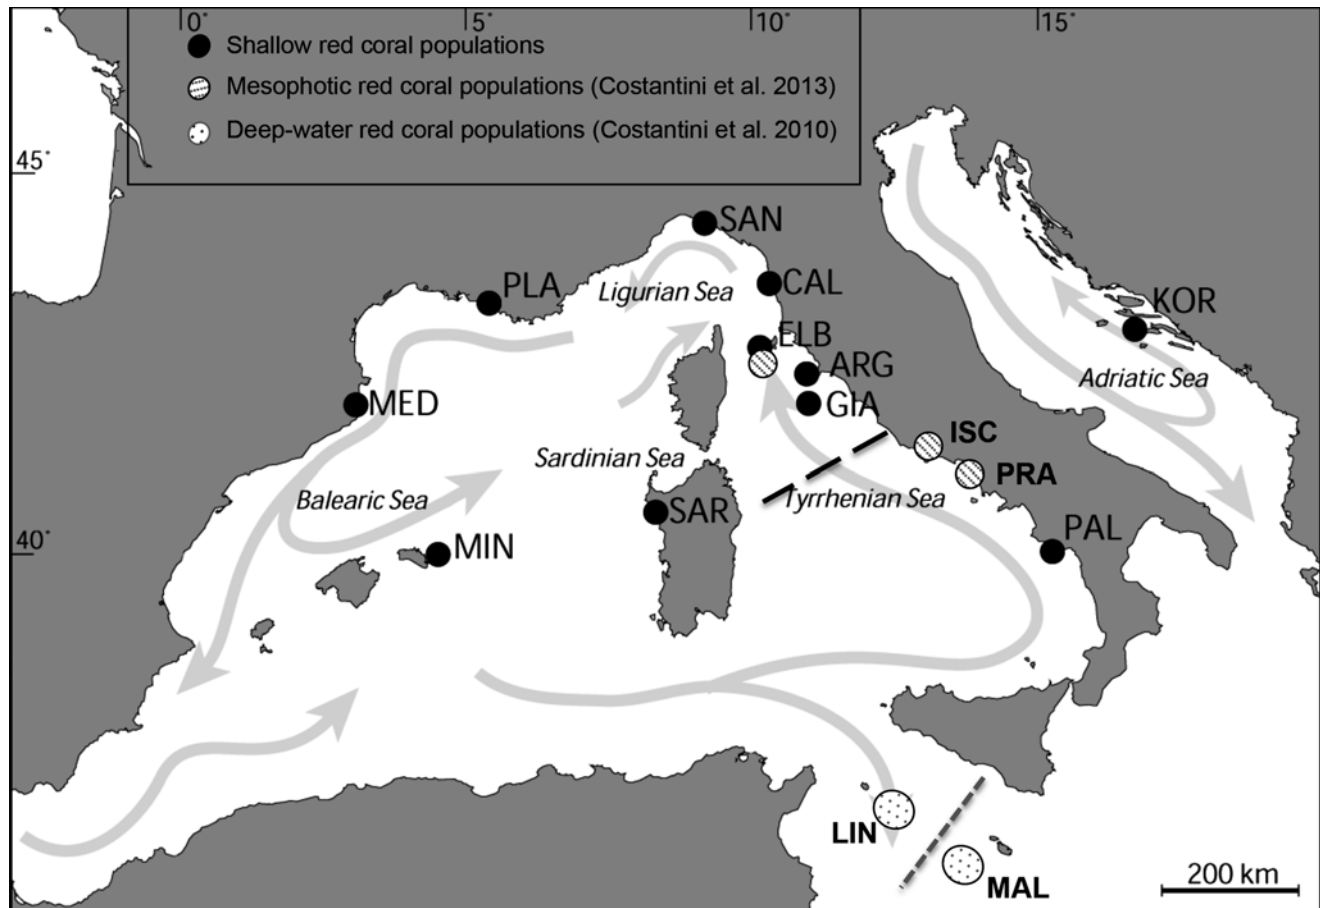 0°
5°
10°
15°
Shallow red coral populations
Mesophotic red coral populations (Costantini et al. 2013)
Deep-water red coral populations (Costantini et al. 2010)
45°
SAN
PLA
Ligurian Sea
CAL
KOR
ELB
ARG
Adriatic Sea
MED
GIA
ISC
Sardinian Sea
PRA
Balearic Sea
Tyrrhenian Sea
SAR
PAL
40°
MIN
LIN
MAL
200 km